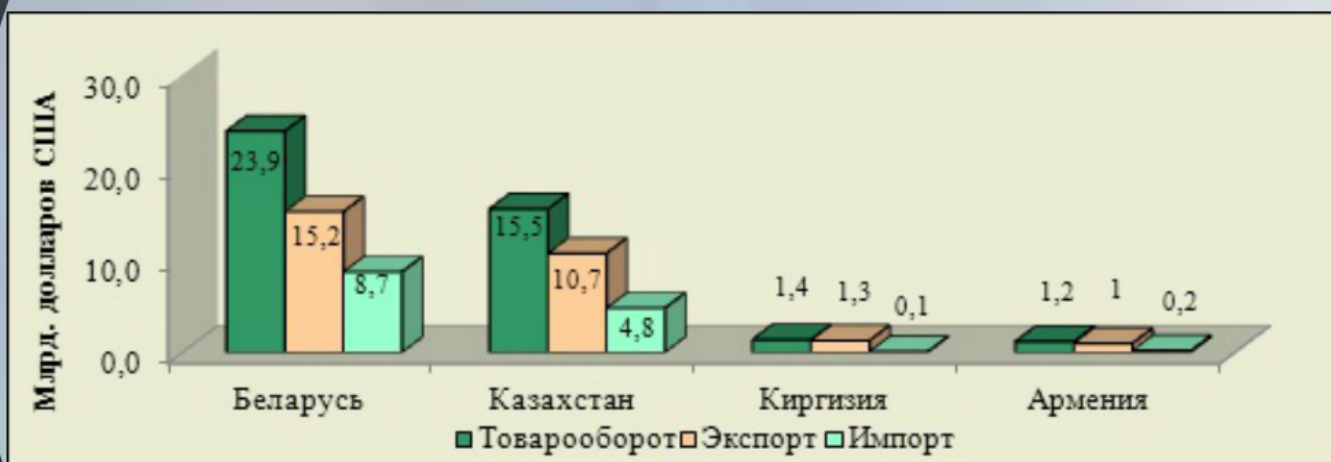 Млрд. долларов США
30,0
20,0
10,0
0,0
23,9
15,2
8,7
15,5
10,7
4,8
1,4 1,3 0,1
1,2 1 0,2
Беларусь Казахстан Киргизия Армения
Товарооборот Экспорт Импорт